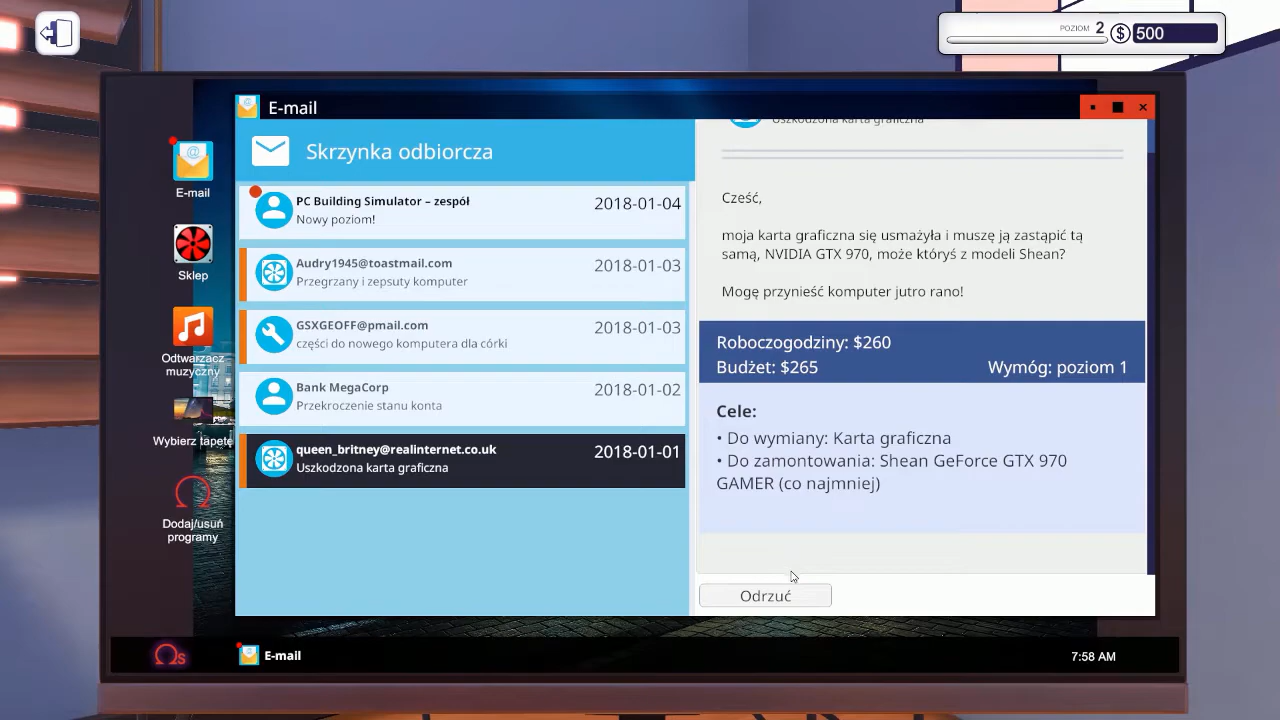 POZIOM 2 $ 500
E-mail
Uszkodzona karta graficzna
Skrzynka odbiorcza
E-mail
Sklep
Odtwarzacz
muzyczny
Wybierz tapetę
Dodaj/usuń
programy
PC Building Simulator – zespół 2018-01-04
Nowy poziom!
Audry1945@toastmail.com 2018-01-03
Przegrzany i zepsuty komputer
GSXGEOFF@pmail.com 2018-01-03
części do nowego komputera dla córki
Bank MegaCorp 2018-01-02
Przekroczenie stanu konta
queen_britney@realinternet.co.uk 2018-01-01
Uszkodzona karta graficzna
Cześć,
moja karta graficzna się usmażyła i muszę ją zastąpić tą
samą, NVIDIA GTX 970, może któryś z modeli Shean?
Mogę przynieść komputer jutro rano!
Roboczogodziny: $260
Budżet: $265 Wymóg: poziom 1
Cele:
• Do wymiany: Karta graficzna
• Do zamontowania: Shean GeForce GTX 970
GAMER (co najmniej)
Odrzuć
Ωs E-mail 7:58 AM